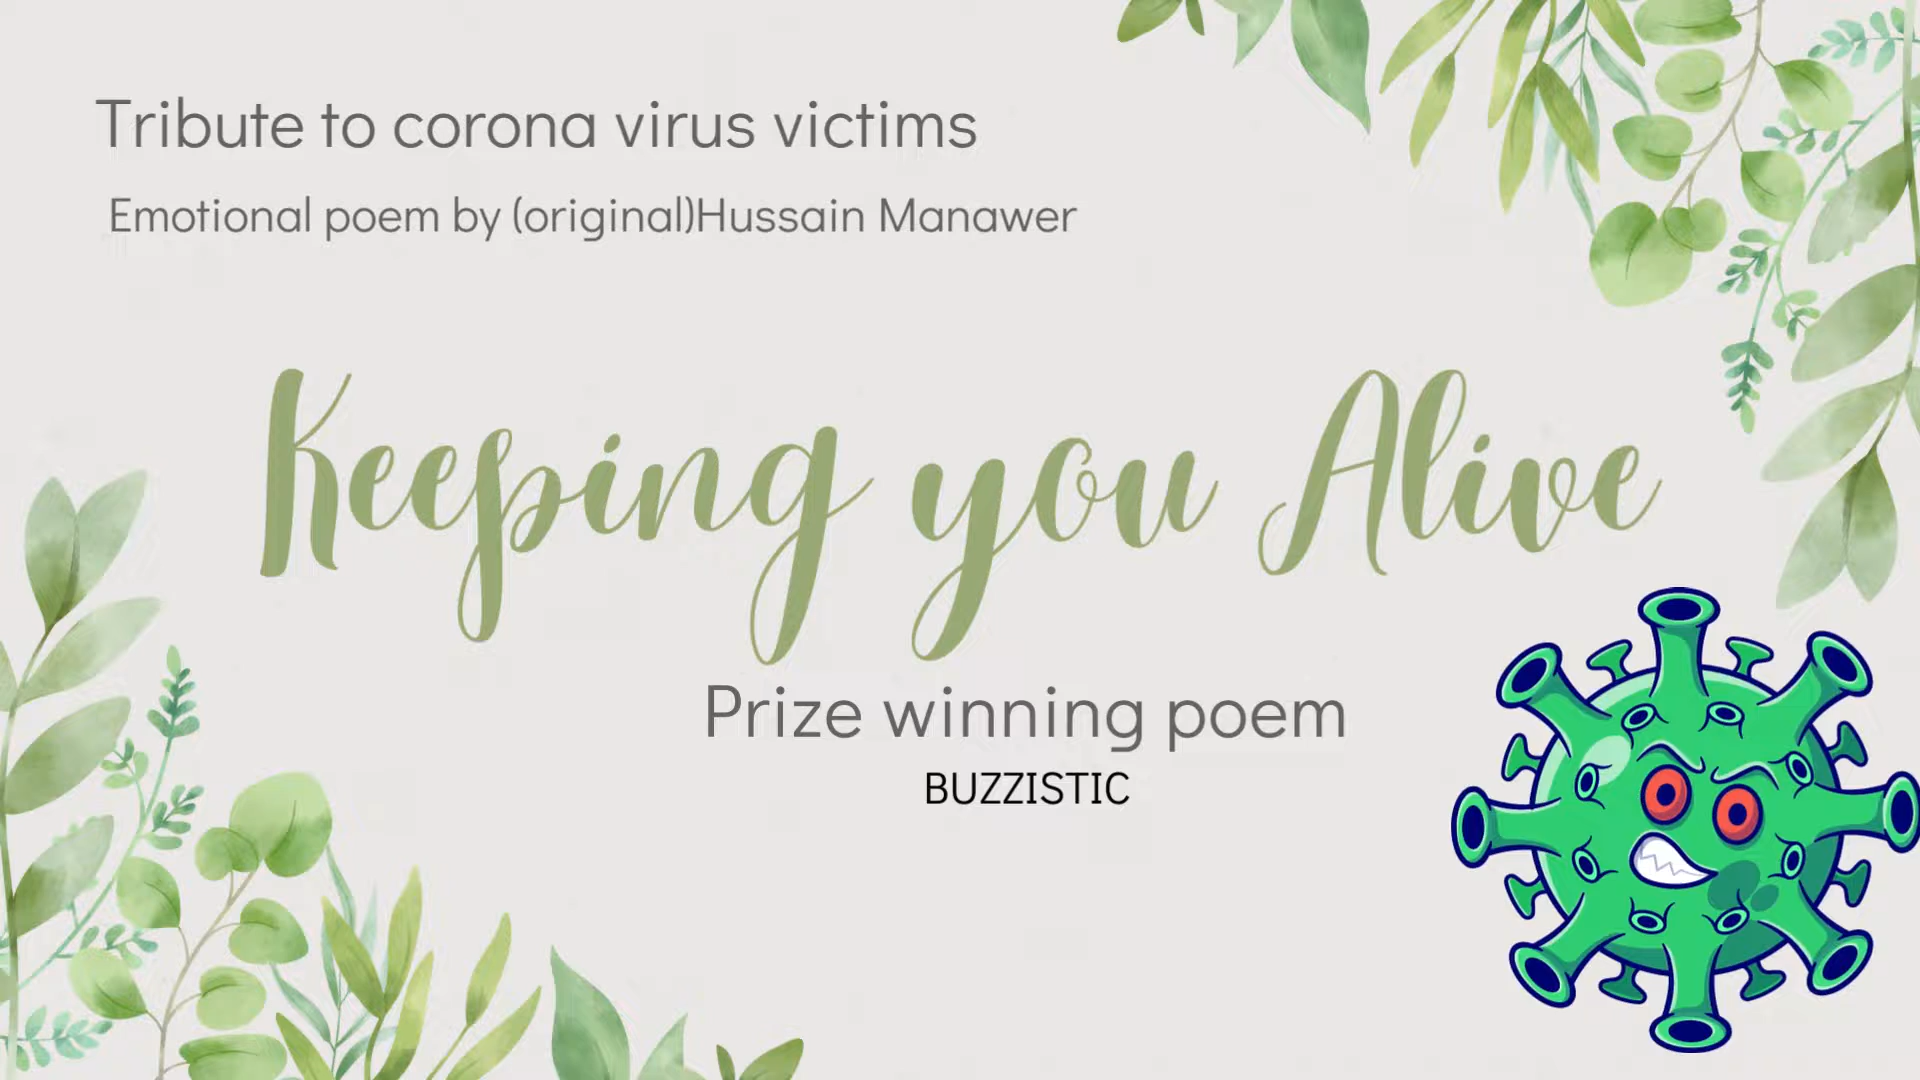 Tribute to corona virus victims
Emotional poem by (original)Hussain Manawer
Keeping you Alive
Prize winning poem
BUZZISTIC